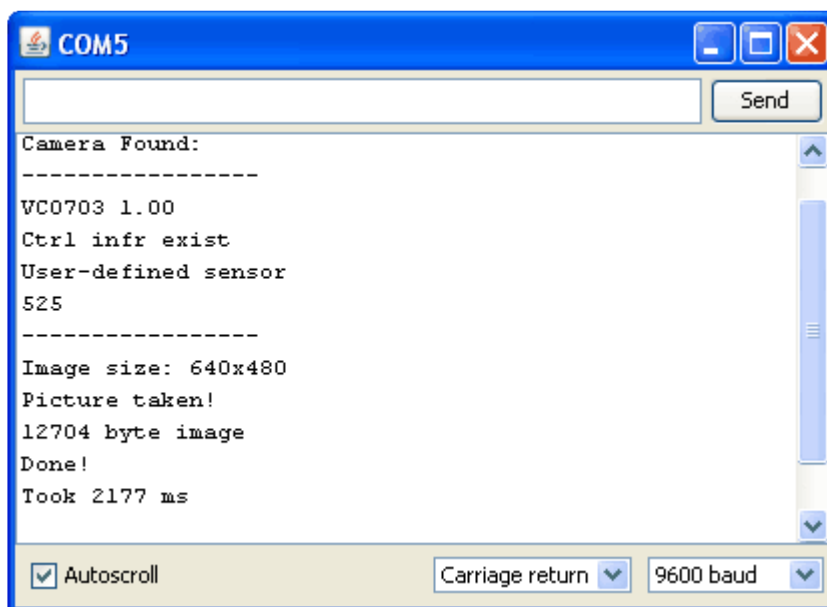 COM5
Send
Camera Found:
-----------------
VC0703 1.00
Ctrl infr exist
User-defined sensor
525
-----------------
Image size: 640x480
Picture taken!
12704 byte image
Done!
Took 2177 ms
Autoscroll
Carriage return
9600 baud